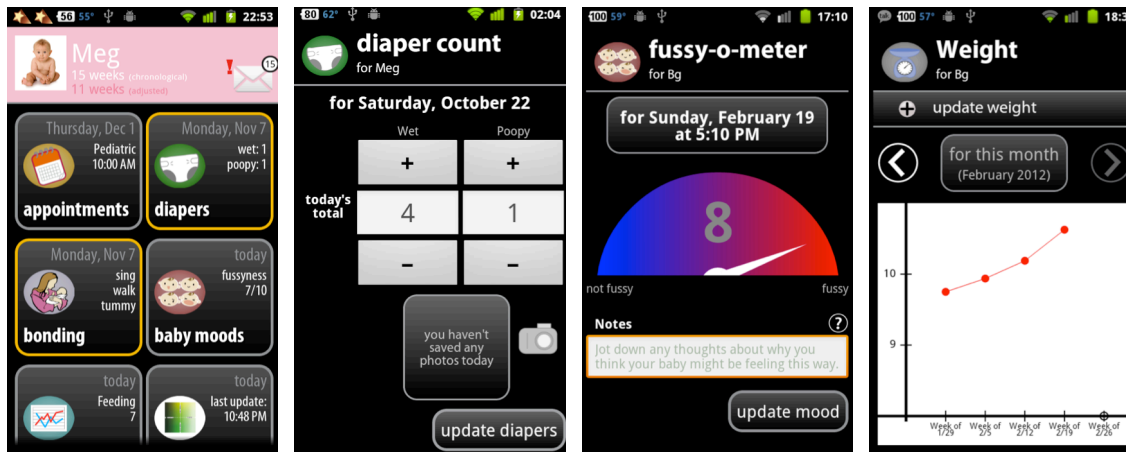 56 55° 22:53
Meg
15 weeks (chronological)
11 weeks (adjusted)
! 15
Thursday, Dec 1
Pediatric
10:00 AM
appointments
Monday, Nov 7
wet: 1
poopy: 1
diapers
Monday, Nov 7
sing
walk
tummy
bonding
today
fussyness
7/10
baby moods
today
Feeding
7
today
last update:
10:48 PM
80 62° 02:04
diaper count
for Meg
for Saturday, October 22
Wet Poopy
+ +
today's
total
4 1
- -
you haven't
saved any
photos today
update diapers
100 59° 17:10
fussy-o-meter
for Bg
for Sunday, February 19
at 5:10 PM
8
not fussy fussy
Notes ?
Jot down any thoughts about why you
think your baby might be feeling this way.
update mood
100 57° 18:3
Weight
for Bg
update weight
for this month
(February 2012)
10
9
Week of 1/29
Week of 2/5
Week of 2/12
Week of 2/19
Week of 2/26